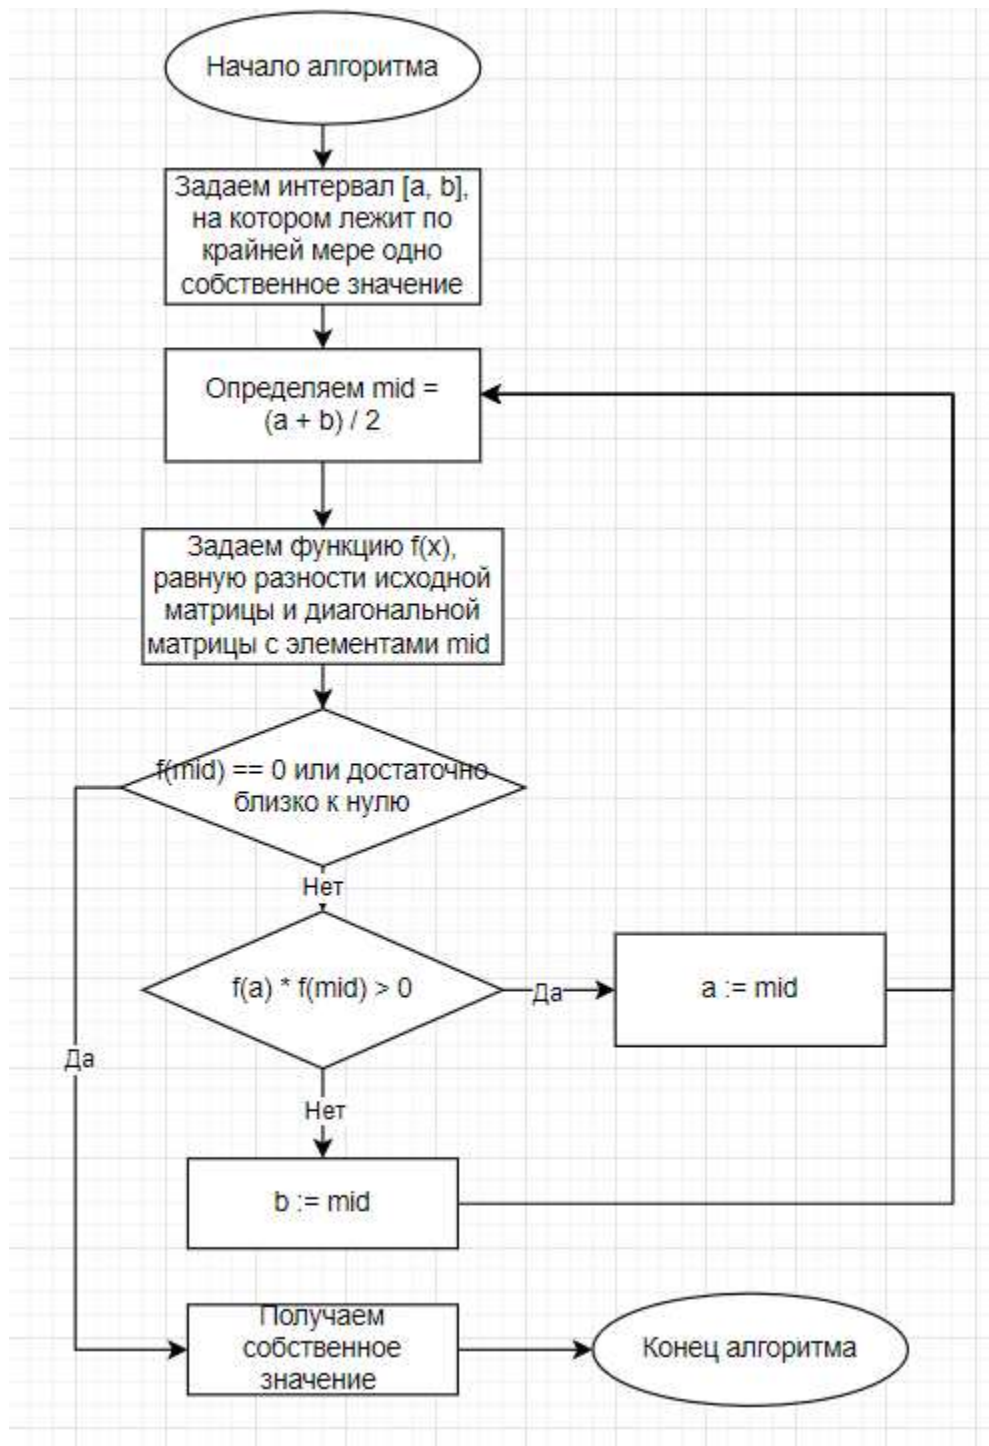 Начало алгоритма
Задаем интервал [a, b],
на котором лежит по
крайней мере одно
собственное значение
Определяем mid =
(a + b) / 2
Задаем функцию f(x),
равную разности исходной
матрицы и диагональной
матрицы с элементами mid
f(mid) == 0 или достаточно
близко к нулю
Нет
f(a) * f(mid) > 0
Да
a := mid
Да
Нет
b := mid
Получаем
собственное
значение
Конец алгоритма